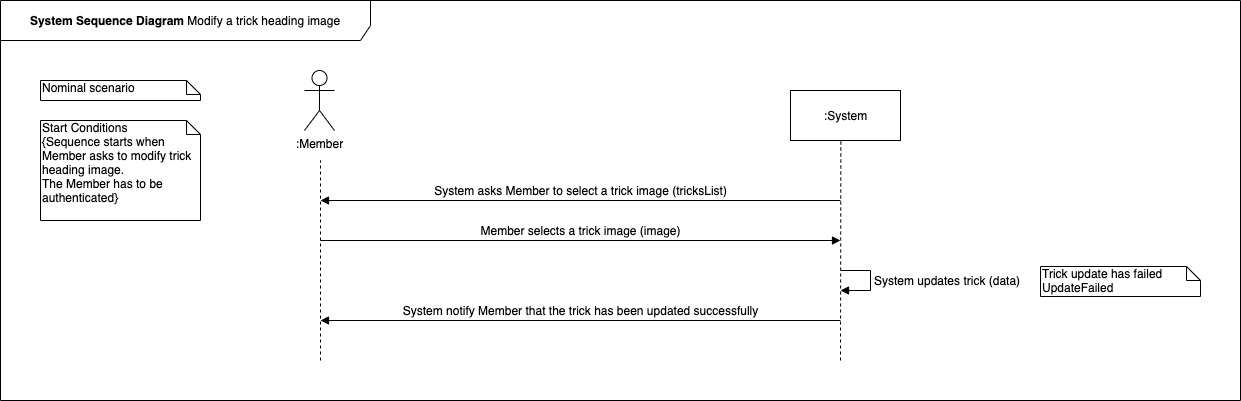 System Sequence Diagram Modify a trick heading image
Nominal scenario
Start Conditions
{Sequence starts when
Member asks to modify trick
heading image.
The Member has to be
authenticated}
:Member
:System
System asks Member to select a trick image (tricksList)
Member selects a trick image (image)
System updates trick (data)
Trick update has failed
UpdateFailed
System notify Member that the trick has been updated successfully